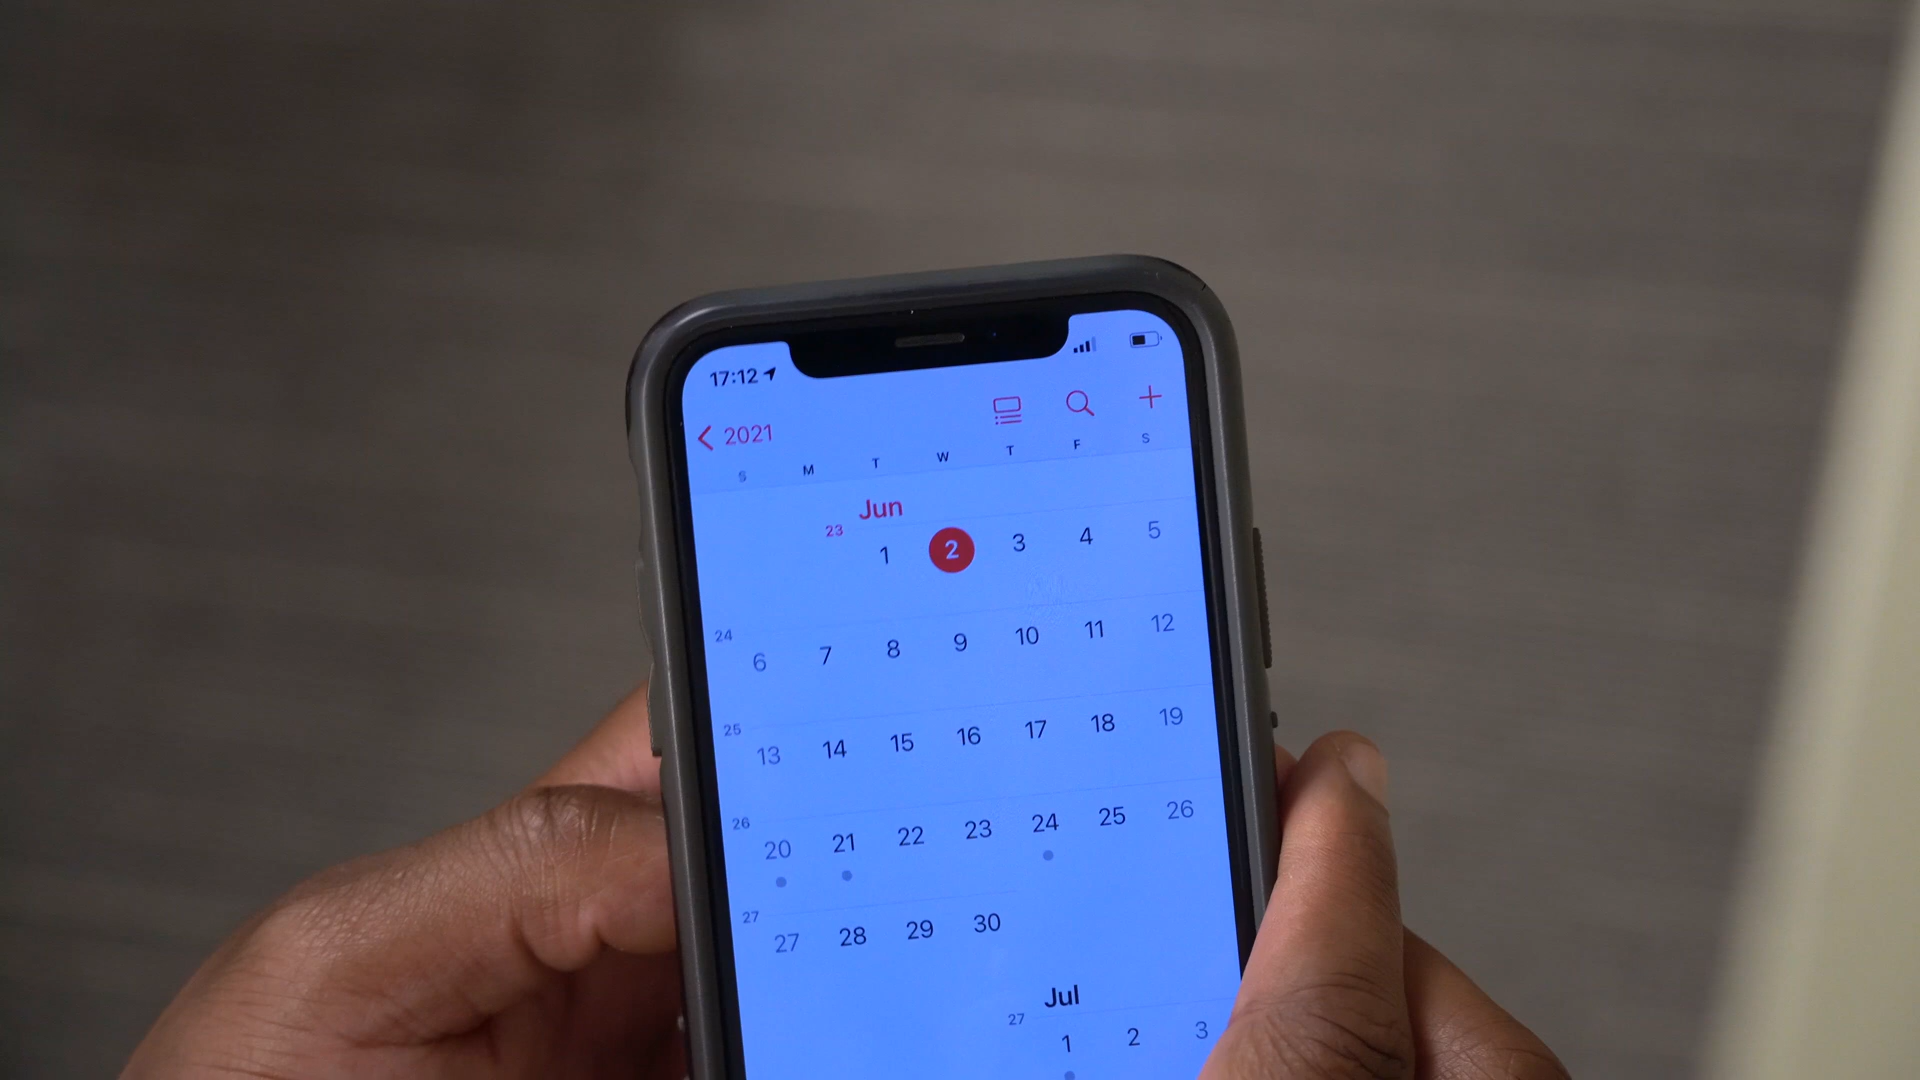 17:12
2021
S M T W T F S
Jun
23 1 2 3 4 5
24 6 7 8 9 10 11 12
25 13 14 15 16 17 18 19
26 20 21 22 23 24 25 26
27 27 28 29 30
Jul
27 1 2 3